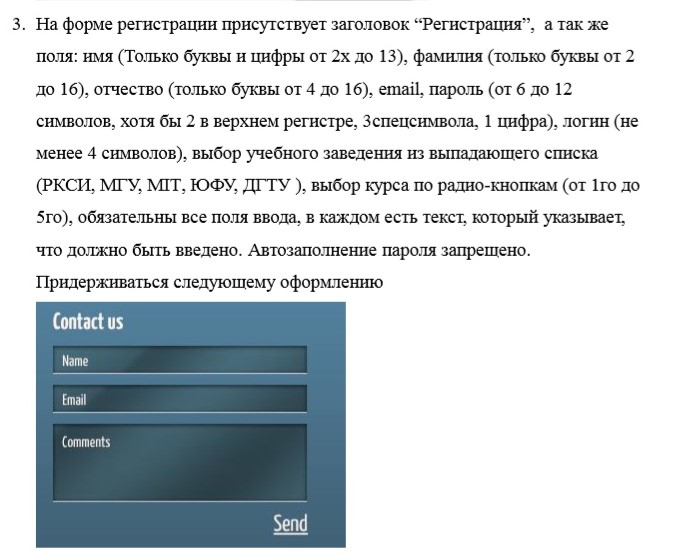 3. На форме регистрации присутствует заголовок “Регистрация”, а так же
поля: имя (Только буквы и цифры от 2х до 13), фамилия (только буквы от 2
до 16), отчество (только буквы от 4 до 16), email, пароль (от 6 до 12
символов, хотя бы 2 в верхнем регистре, 3спецсимвола, 1 цифра), логин (не
менее 4 символов), выбор учебного заведения из выпадающего списка
(РКСИ, МГУ, MIT, ЮФУ, ДГТУ ), выбор курса по радио-кнопкам (от 1го до
5го), обязательны все поля ввода, в каждом есть текст, который указывает,
что должно быть введено. Автозаполнение пароля запрещено.
Придерживаться следующему оформлению
Contact us
Name
Email
Comments
Send